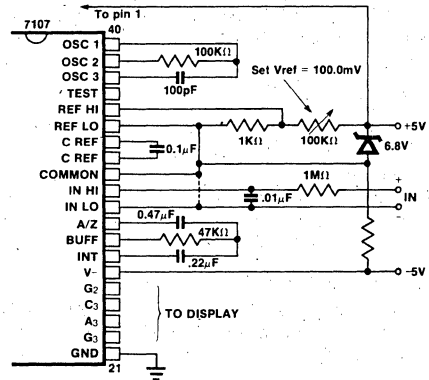 To pin 1
7107
40
OSC 1
OSC 2
100KΩ
OSC 3
100pF
Set Vref = 100.0mV
TEST
REF HI
REF LO
1KΩ
100KΩ
+5V
6.8V
C REF
0.1µF
C REF
COMMON
1MΩ
IN HI
+
.01µF
IN
IN LO
-
0.47µF
A/Z
BUFF
47KΩ
INT
.22µF
V-
-5V
G2
C3
TO DISPLAY
A3
G3
GND
21